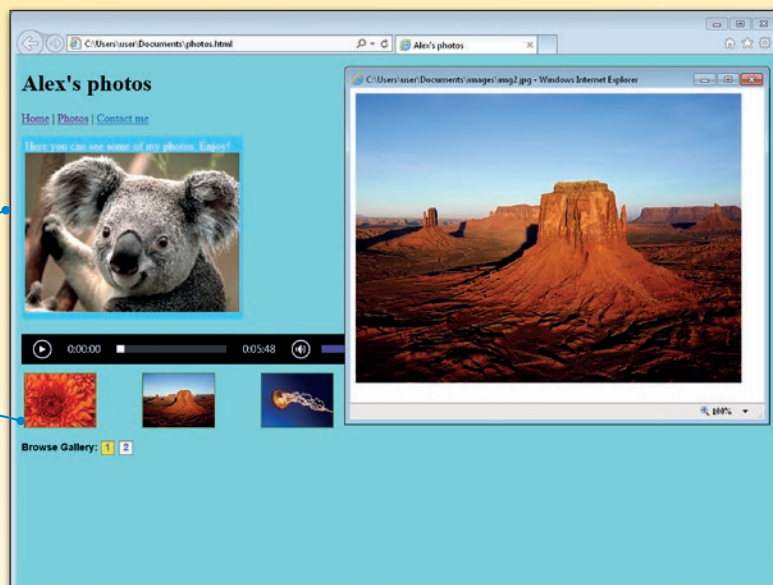 C:\Users\user\Documents\photos.html
Alex's photos
Alex's photos
Home | Photos | Contact me
Here you can see some of my photos. Enjoy!
0:00:00
0:05:48
Browse Gallery: 1 2
C:\Users\user\Documents\images\img2.jpg - Windows Internet Explorer
100%